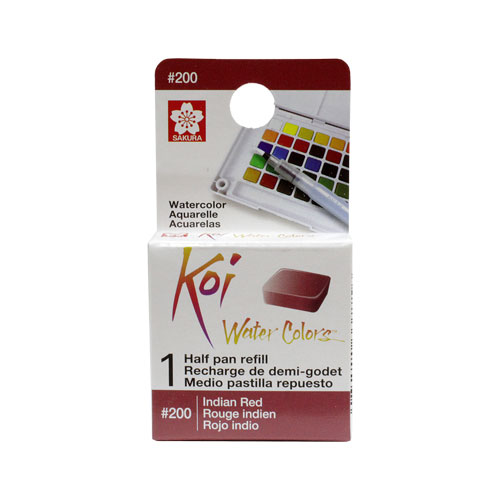 #200
SAKURA
Watercolor
Aquarelle
Acuarelas
Koi
Water Colors™
1 Half pan refill
Recharge de demi-godet
Medio pastilla repuesto
#200
Indian Red
Rouge indien
Rojo indio